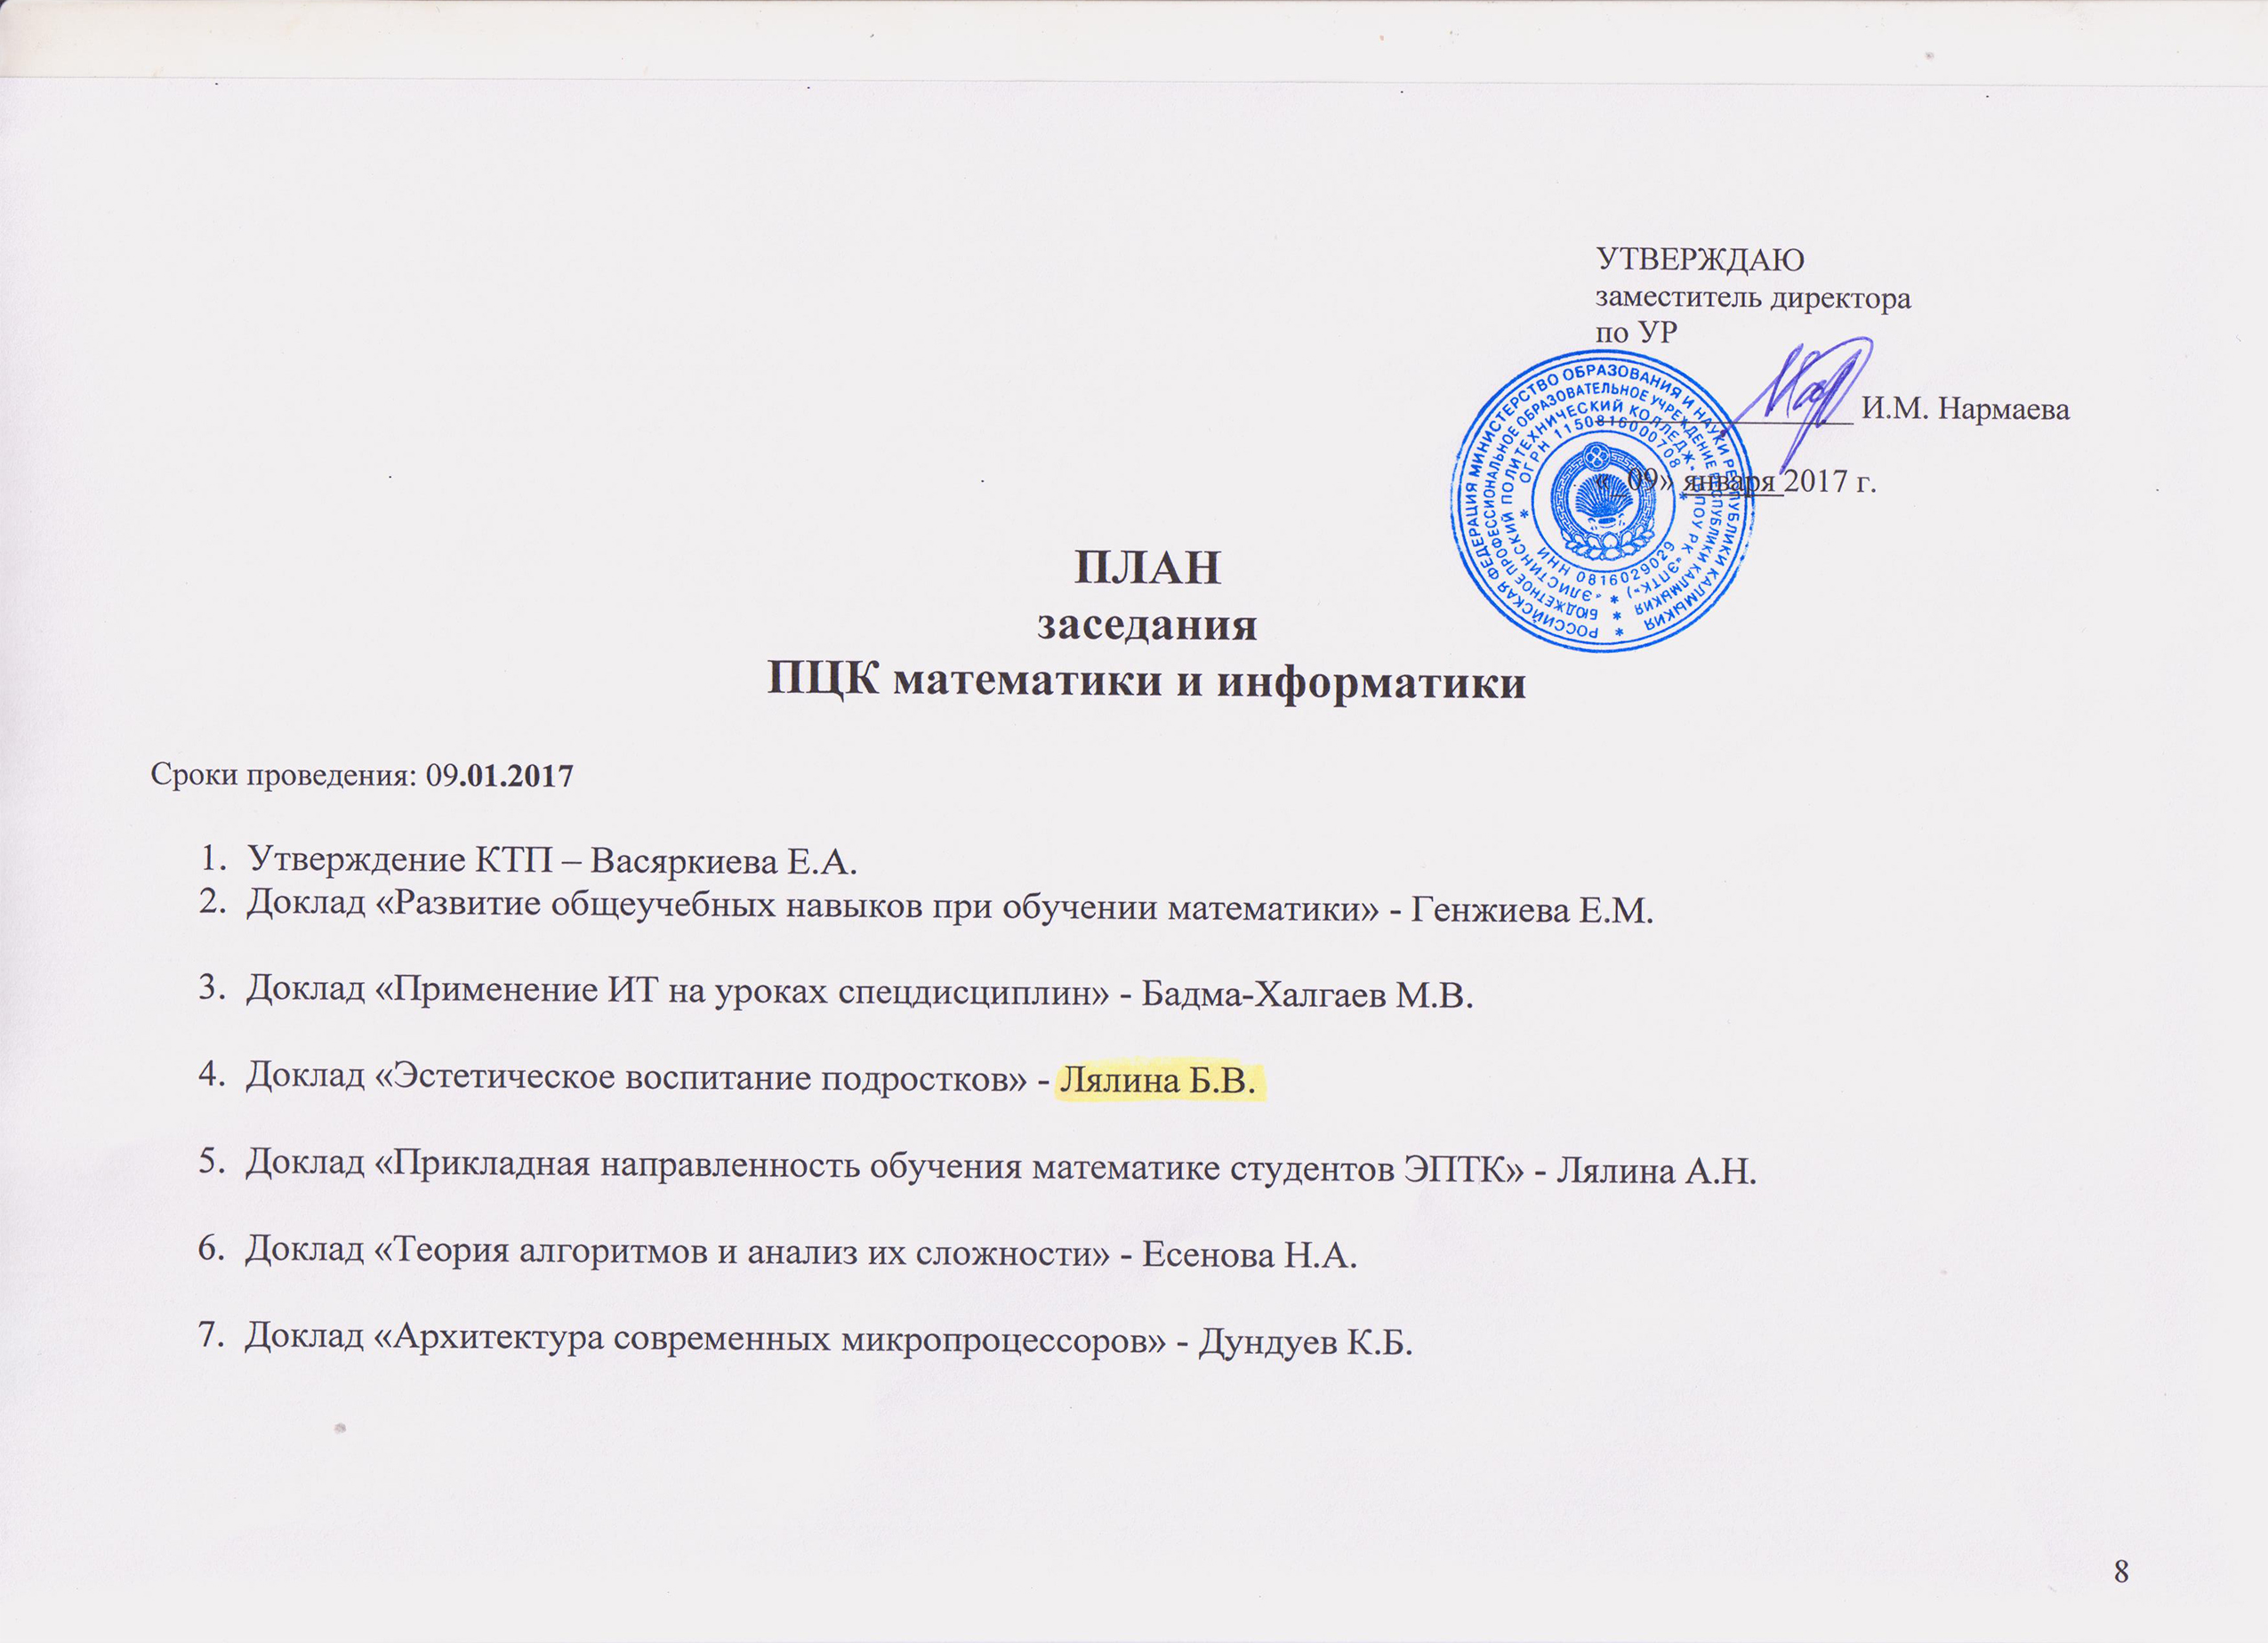 УТВЕРЖДАЮ
заместитель директора
по УР
И.М. Нармаева
«_09» января 2017 г.
РОССИЙСКАЯ ФЕДЕРАЦИЯ МИНИСТЕРСТВО ОБРАЗОВАНИЯ И НАУКИ РЕСПУБЛИКИ КАЛМЫКИЯ *
БЮДЖЕТНОЕ ПРОФЕССИОНАЛЬНОЕ ОБРАЗОВАТЕЛЬНОЕ УЧРЕЖДЕНИЕ РЕСПУБЛИКИ КАЛМЫКИЯ *
«ЭЛИСТИНСКИЙ ПОЛИТЕХНИЧЕСКИЙ КОЛЛЕДЖ» (БПОУ РК «ЭПТК») *
* ОГРН 1150816000708 *
ИНН 0816029029
ПЛАН
заседания
ПЦК математики и информатики
Сроки проведения: 09.01.2017
1. Утверждение КТП – Васяркиева Е.А.
2. Доклад «Развитие общеучебных навыков при обучении математики» - Генжиева Е.М.
3. Доклад «Применение ИТ на уроках спецдисциплин» - Бадма-Халгаев М.В.
4. Доклад «Эстетическое воспитание подростков» - Лялина Б.В.
5. Доклад «Прикладная направленность обучения математике студентов ЭПТК» - Лялина А.Н.
6. Доклад «Теория алгоритмов и анализ их сложности» - Есенова Н.А.
7. Доклад «Архитектура современных микропроцессоров» - Дундуев К.Б.
8